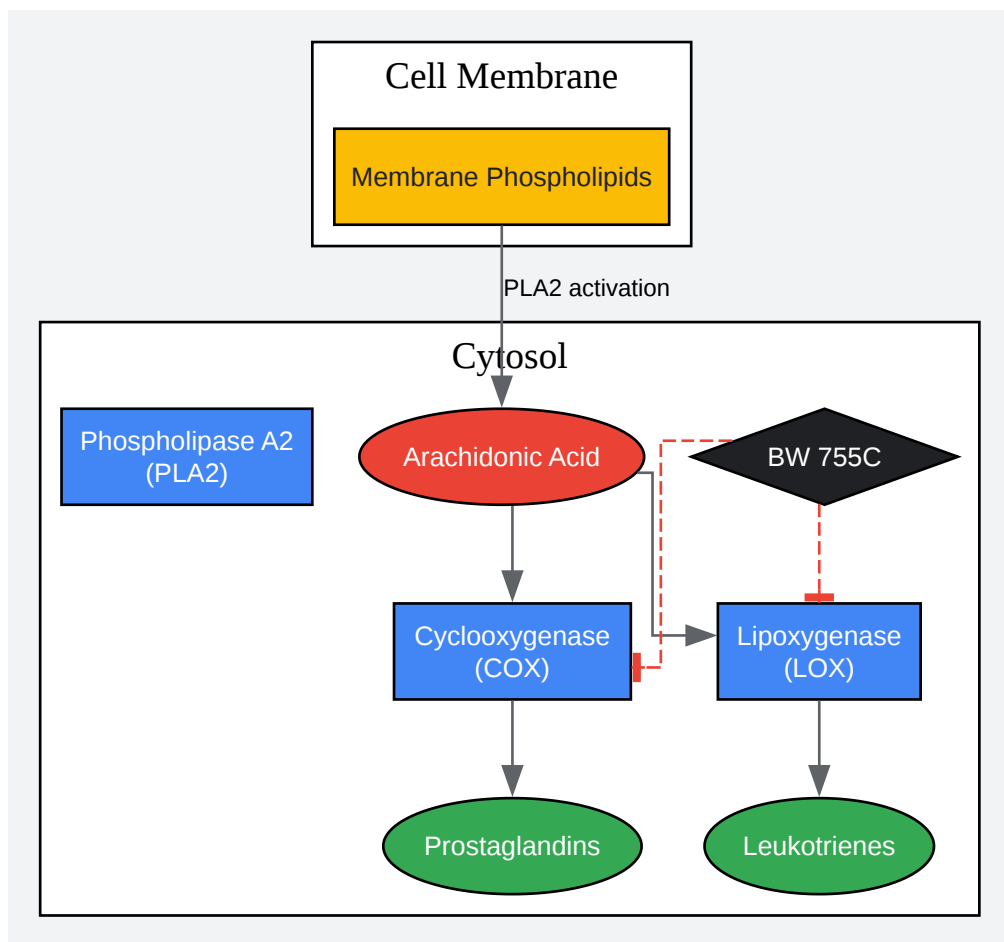 Cell Membrane
Membrane Phospholipids
PLA2 activation
Cytosol
Phospholipase A2
(PLA2)
Arachidonic Acid
BW 755C
Cyclooxygenase
(COX)
Lipoxygenase
(LOX)
Prostaglandins
Leukotrienes